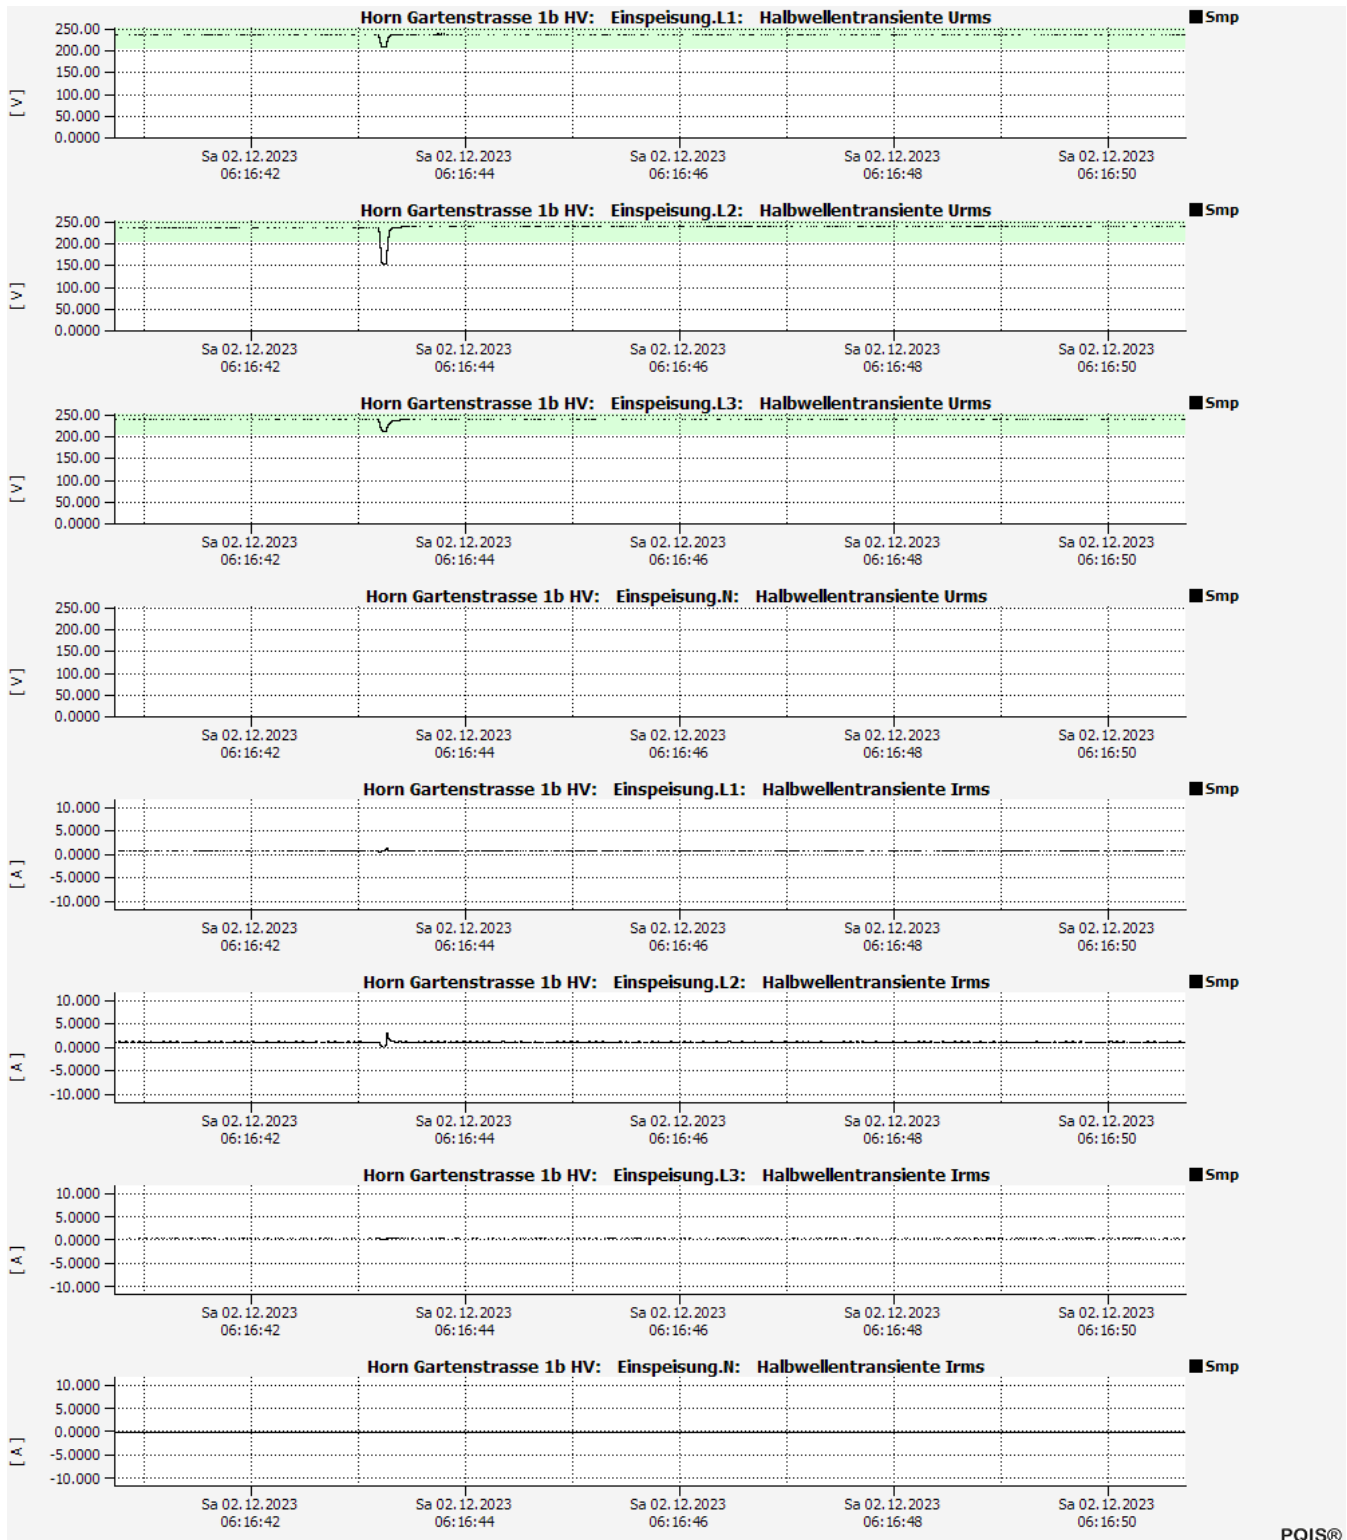 Horn Gartenstrasse 1b HV: Einspeisung.L1: Halbwellentransiente Urms
Smp
250.00
200.00
150.00
100.00
50.000
0.0000
[ V ]
Sa 02.12.2023 Sa 02.12.2023 Sa 02.12.2023 Sa 02.12.2023 Sa 02.12.2023
06:16:42 06:16:44 06:16:46 06:16:48 06:16:50
Horn Gartenstrasse 1b HV: Einspeisung.L2: Halbwellentransiente Urms
Smp
250.00
200.00
150.00
100.00
50.000
0.0000
[ V ]
Sa 02.12.2023 Sa 02.12.2023 Sa 02.12.2023 Sa 02.12.2023 Sa 02.12.2023
06:16:42 06:16:44 06:16:46 06:16:48 06:16:50
Horn Gartenstrasse 1b HV: Einspeisung.L3: Halbwellentransiente Urms
Smp
250.00
200.00
150.00
100.00
50.000
0.0000
[ V ]
Sa 02.12.2023 Sa 02.12.2023 Sa 02.12.2023 Sa 02.12.2023 Sa 02.12.2023
06:16:42 06:16:44 06:16:46 06:16:48 06:16:50
Horn Gartenstrasse 1b HV: Einspeisung.N: Halbwellentransiente Urms
Smp
250.00
200.00
150.00
100.00
50.000
0.0000
[ V ]
Sa 02.12.2023 Sa 02.12.2023 Sa 02.12.2023 Sa 02.12.2023 Sa 02.12.2023
06:16:42 06:16:44 06:16:46 06:16:48 06:16:50
Horn Gartenstrasse 1b HV: Einspeisung.L1: Halbwellentransiente Irms
Smp
10.000
5.0000
0.0000
-5.0000
-10.000
[ A ]
Sa 02.12.2023 Sa 02.12.2023 Sa 02.12.2023 Sa 02.12.2023 Sa 02.12.2023
06:16:42 06:16:44 06:16:46 06:16:48 06:16:50
Horn Gartenstrasse 1b HV: Einspeisung.L2: Halbwellentransiente Irms
Smp
10.000
5.0000
0.0000
-5.0000
-10.000
[ A ]
Sa 02.12.2023 Sa 02.12.2023 Sa 02.12.2023 Sa 02.12.2023 Sa 02.12.2023
06:16:42 06:16:44 06:16:46 06:16:48 06:16:50
Horn Gartenstrasse 1b HV: Einspeisung.L3: Halbwellentransiente Irms
Smp
10.000
5.0000
0.0000
-5.0000
-10.000
[ A ]
Sa 02.12.2023 Sa 02.12.2023 Sa 02.12.2023 Sa 02.12.2023 Sa 02.12.2023
06:16:42 06:16:44 06:16:46 06:16:48 06:16:50
Horn Gartenstrasse 1b HV: Einspeisung.N: Halbwellentransiente Irms
Smp
10.000
5.0000
0.0000
-5.0000
-10.000
[ A ]
Sa 02.12.2023 Sa 02.12.2023 Sa 02.12.2023 Sa 02.12.2023 Sa 02.12.2023
06:16:42 06:16:44 06:16:46 06:16:48 06:16:50
PQIS®